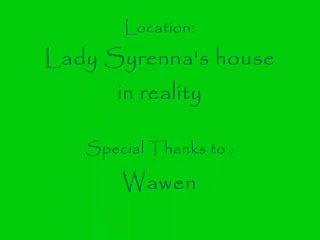 Location:
Lady Syrenna's house
in reality
Special Thanks to :
Wawen